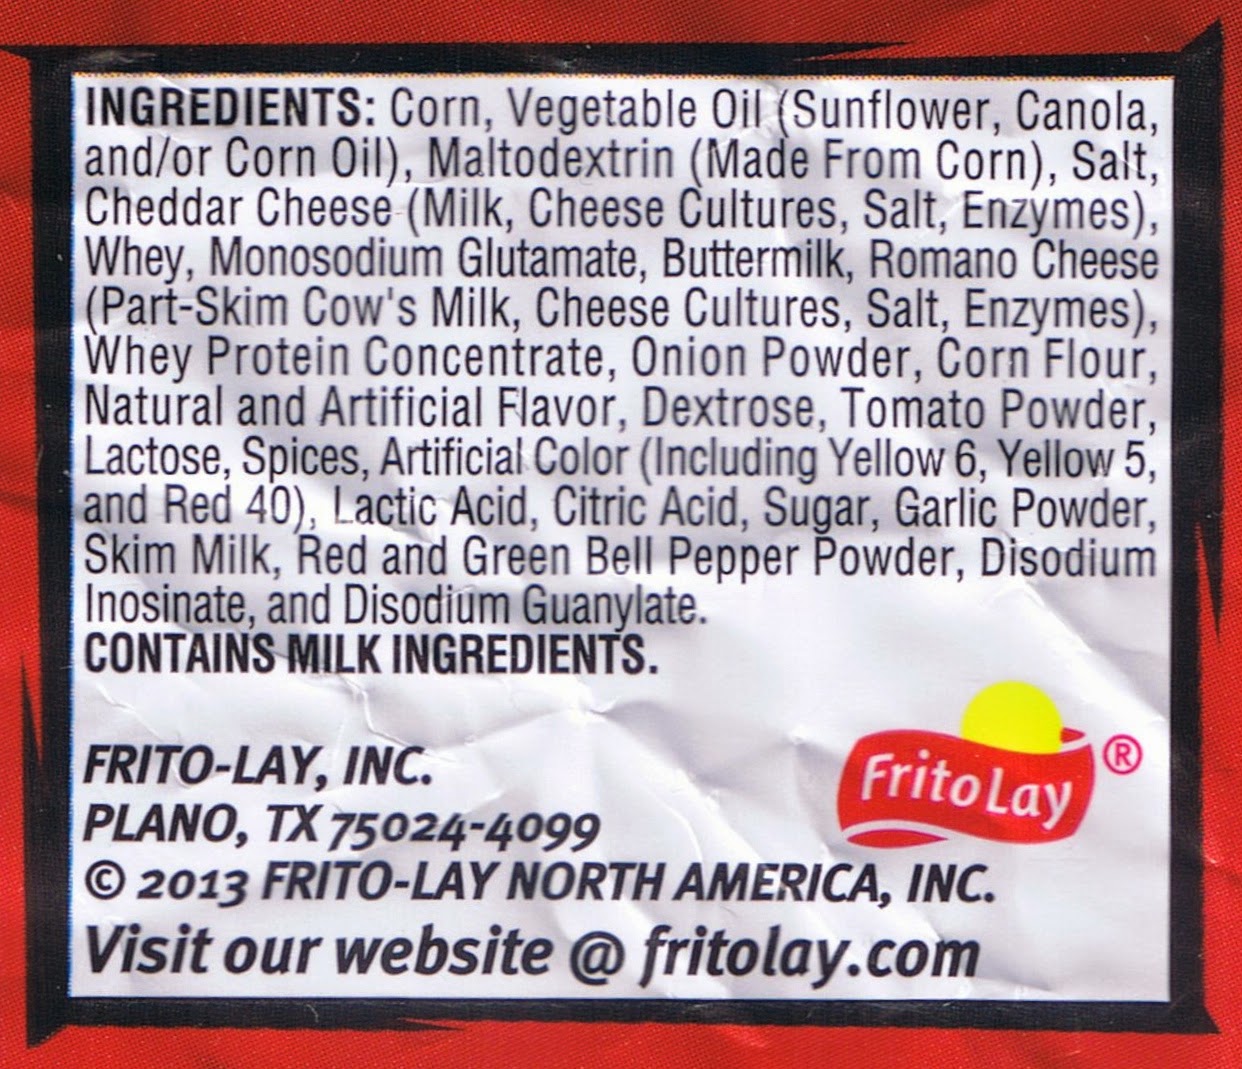 INGREDIENTS: Corn, Vegetable Oil (Sunflower, Canola,
and/or Corn Oil), Maltodextrin (Made From Corn), Salt,
Cheddar Cheese (Milk, Cheese Cultures, Salt, Enzymes),
Whey, Monosodium Glutamate, Buttermilk, Romano Cheese
(Part-Skim Cow's Milk, Cheese Cultures, Salt, Enzymes),
Whey Protein Concentrate, Onion Powder, Corn Flour,
Natural and Artificial Flavor, Dextrose, Tomato Powder,
Lactose, Spices, Artificial Color (Including Yellow 6, Yellow 5,
and Red 40), Lactic Acid, Citric Acid, Sugar, Garlic Powder,
Skim Milk, Red and Green Bell Pepper Powder, Disodium
Inosinate, and Disodium Guanylate.
CONTAINS MILK INGREDIENTS.
FRITO-LAY, INC.
PLANO, TX 75024-4099
© 2013 FRITO-LAY NORTH AMERICA, INC.
Visit our website @ fritolay.com
FritoLay ®